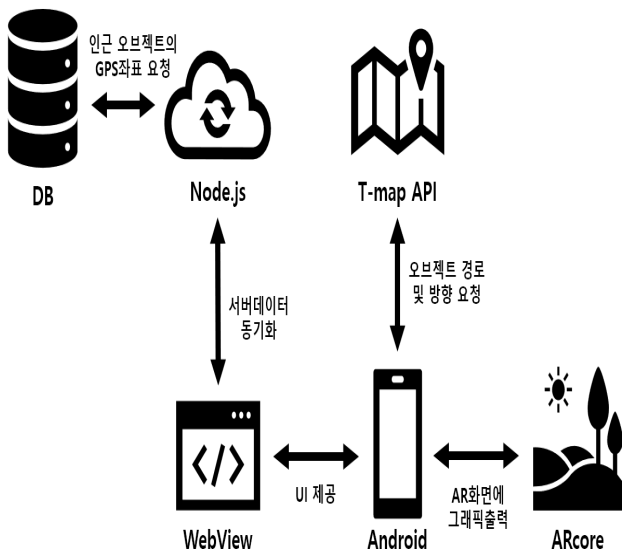 인근 오브젝트의
GPS좌표 요청
DB
Node.js
T-map API
서버데이터
동기화
오브젝트 경로
및 방향 요청
UI 제공
AR화면에
그래픽출력
WebView
Android
ARcore